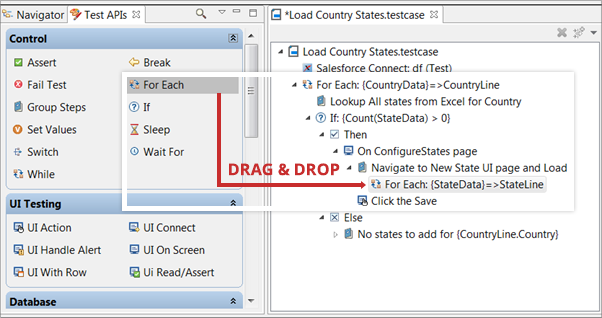 Navigator
Test APIs
Control
Assert
Break
Fail Test
For Each
Group Steps
If
Set Values
Sleep
Switch
Wait For
While
UI Testing
UI Action
UI Connect
UI Handle Alert
UI On Screen
UI With Row
Ui Read/Assert
Database
DRAG & DROP
*Load Country States.testcase
Load Country States.testcase
Salesforce Connect: df (Test)
For Each: {CountryData}=>CountryLine
Lookup All states from Excel for Country
If: {Count(StateData) > 0}
Then
On ConfigureStates page
Navigate to New State UI page and Load
For Each: {StateData}=>StateLine
Click the Save
Else
No states to add for {CountryLine.Country}